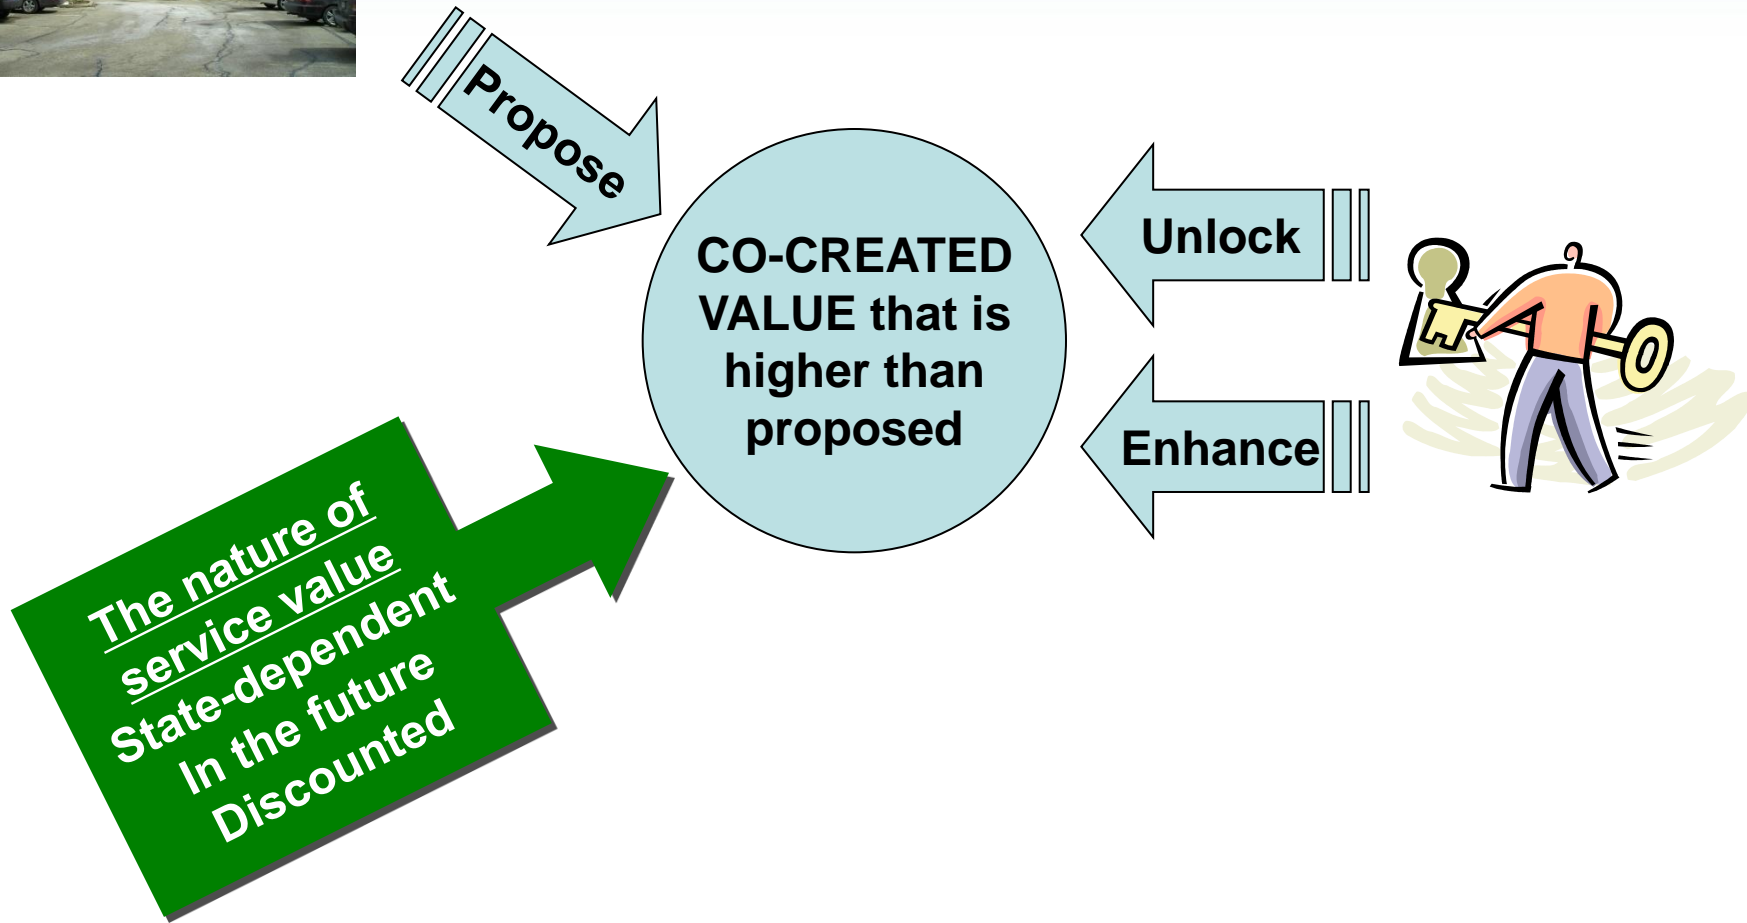 Propose
CO-CREATED
VALUE that is
higher than
proposed
Unlock
Enhance
The nature of
service value
State-dependent
In the future
Discounted